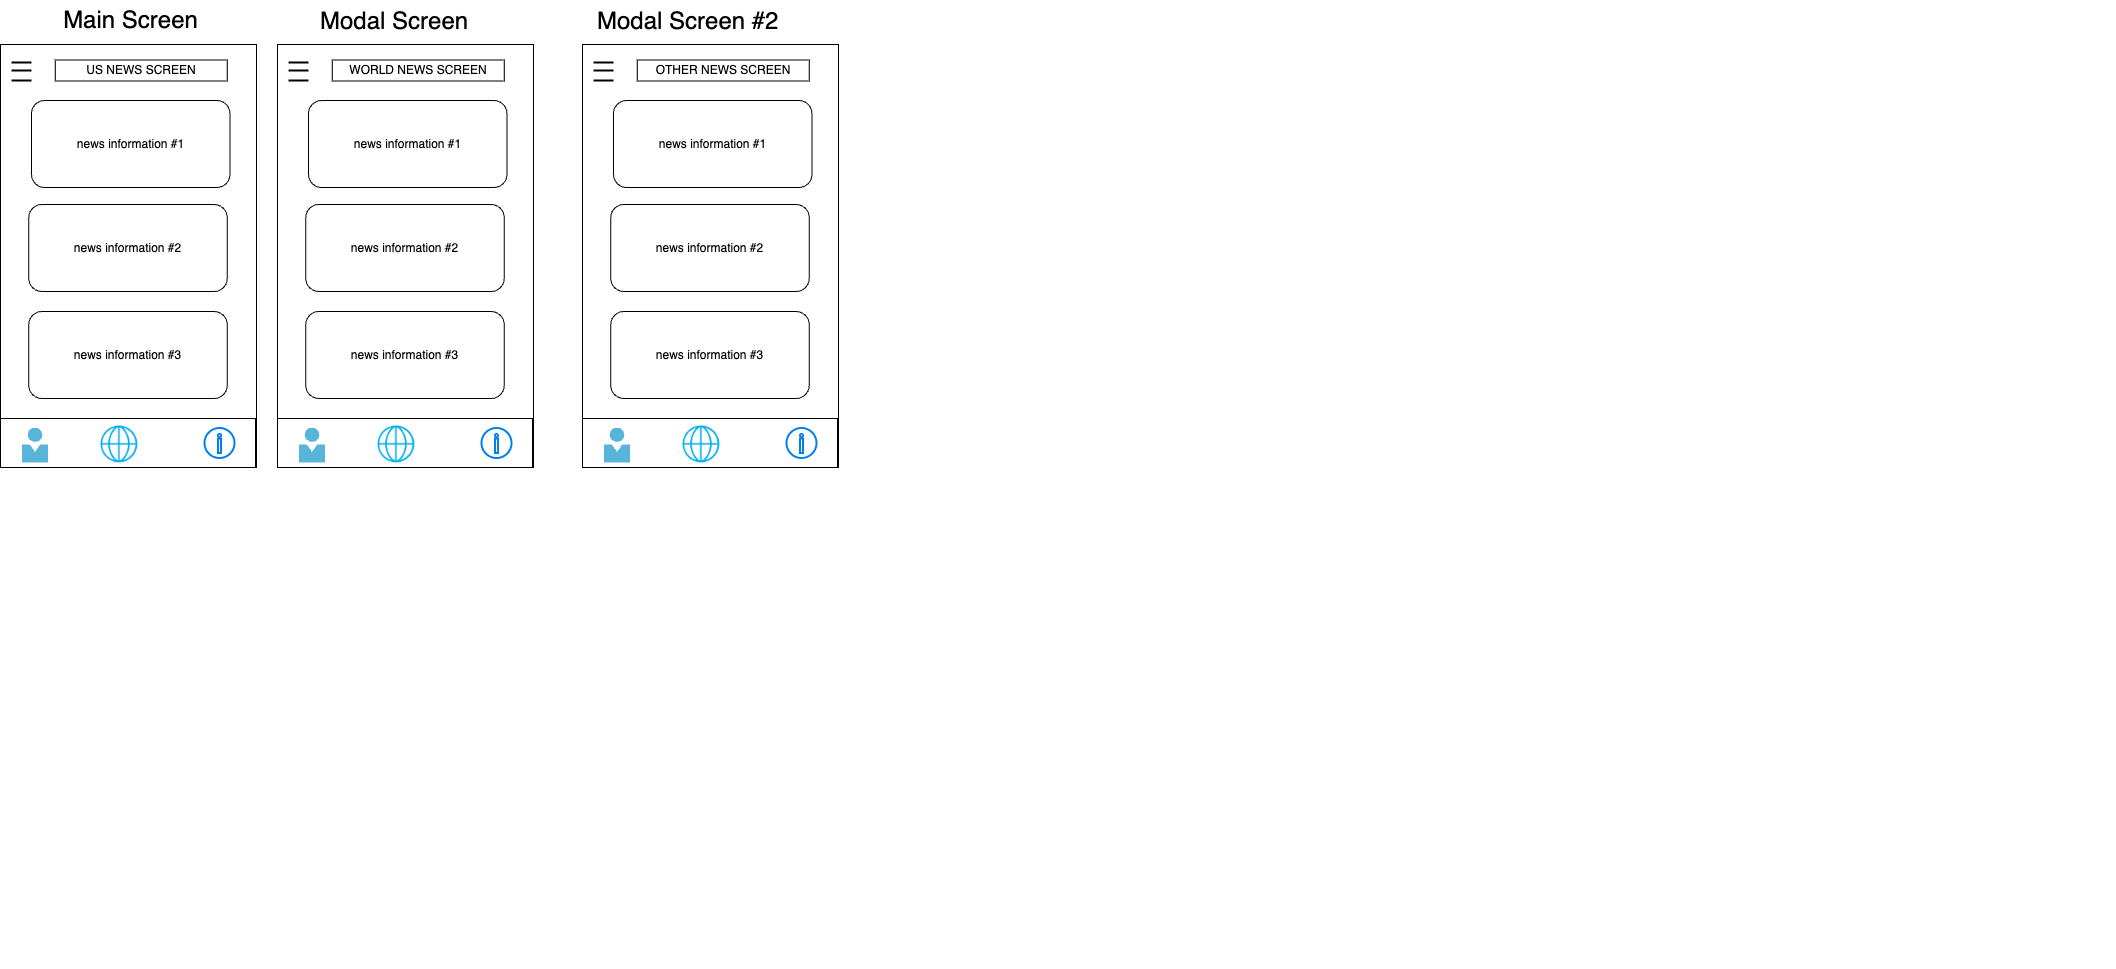 Main Screen
US NEWS SCREEN
news information #1
news information #2
news information #3
Modal Screen
WORLD NEWS SCREEN
news information #1
news information #2
news information #3
Modal Screen #2
OTHER NEWS SCREEN
news information #1
news information #2
news information #3